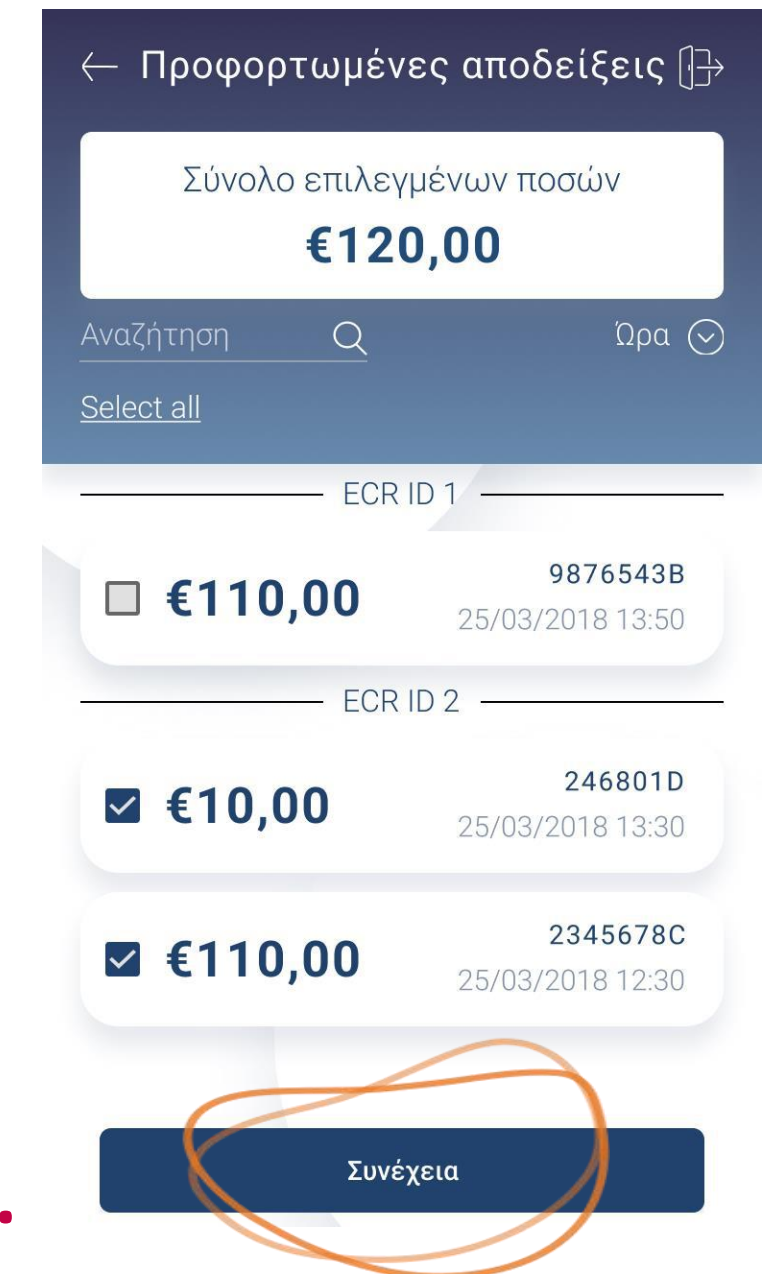 Προφορτωμένες αποδείξεις
Σύνολο επιλεγμένων ποσών
€120,00
Αναζήτηση Ώρα
Select all
ECR ID 1
€110,00 9876543B
25/03/2018 13:50
ECR ID 2
€10,00 246801D
25/03/2018 13:30
€110,00 2345678C
25/03/2018 12:30
Συνέχεια